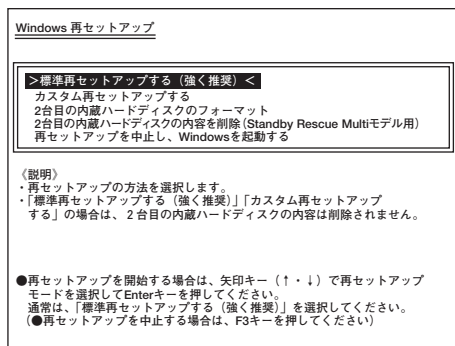 Windows 再セットアップ
>標準再セットアップする（強く推奨）<
カスタム再セットアップする
2台目の内蔵ハードディスクのフォーマット
2台目の内蔵ハードディスクの内容を削除(Standby Rescue Multiモデル用)
再セットアップを中止し、Windowsを起動する
《説明》
・再セットアップの方法を選択します。
・「標準再セットアップする（強く推奨）」「カスタム再セットアップ
する」の場合は、２台目の内蔵ハードディスクの内容は削除されません。
●再セットアップを開始する場合は、矢印キー（↑・↓）で再セットアップ
モードを選択してEnterキーを押してください。
通常は、「標準再セットアップする（強く推奨）」を選択してください。
（●再セットアップを中止する場合は、F3キーを押してください）